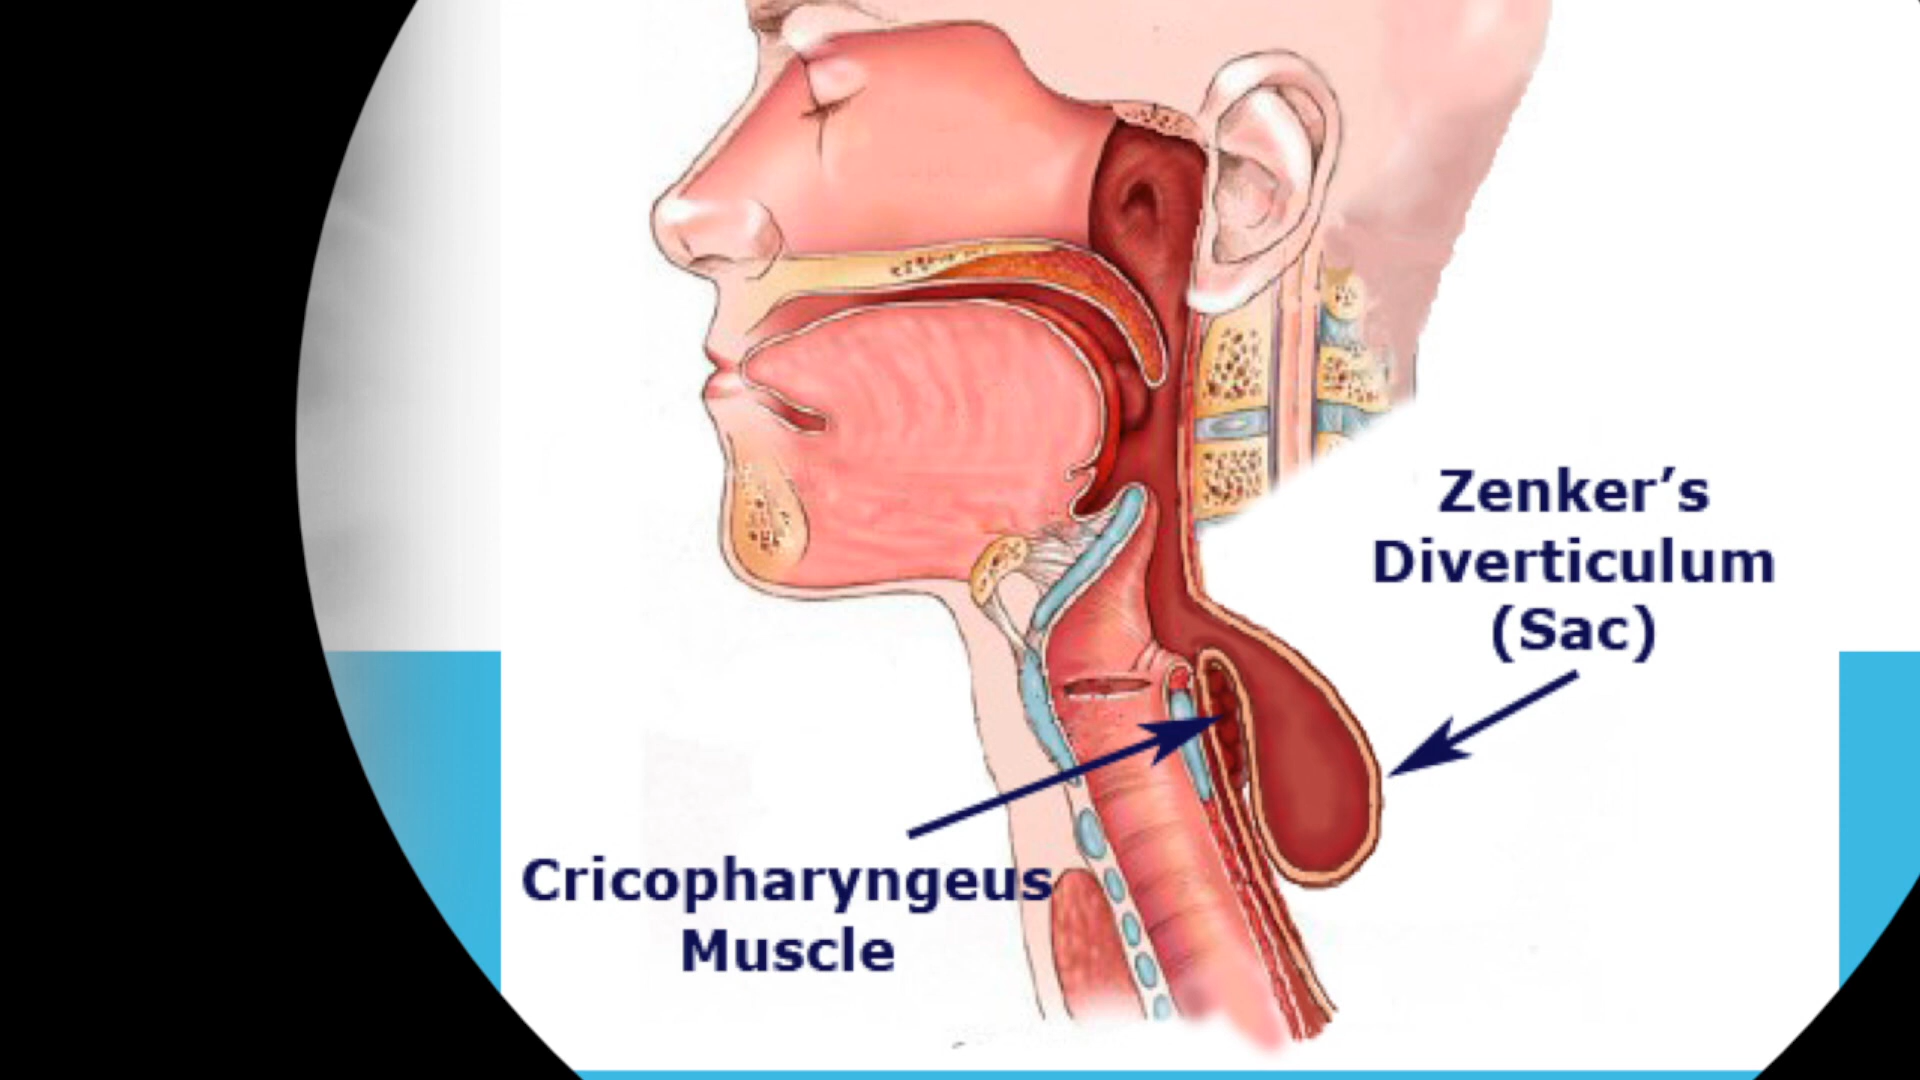 Zenker’s
Diverticulum
(Sac)
Cricopharyngeus
Muscle